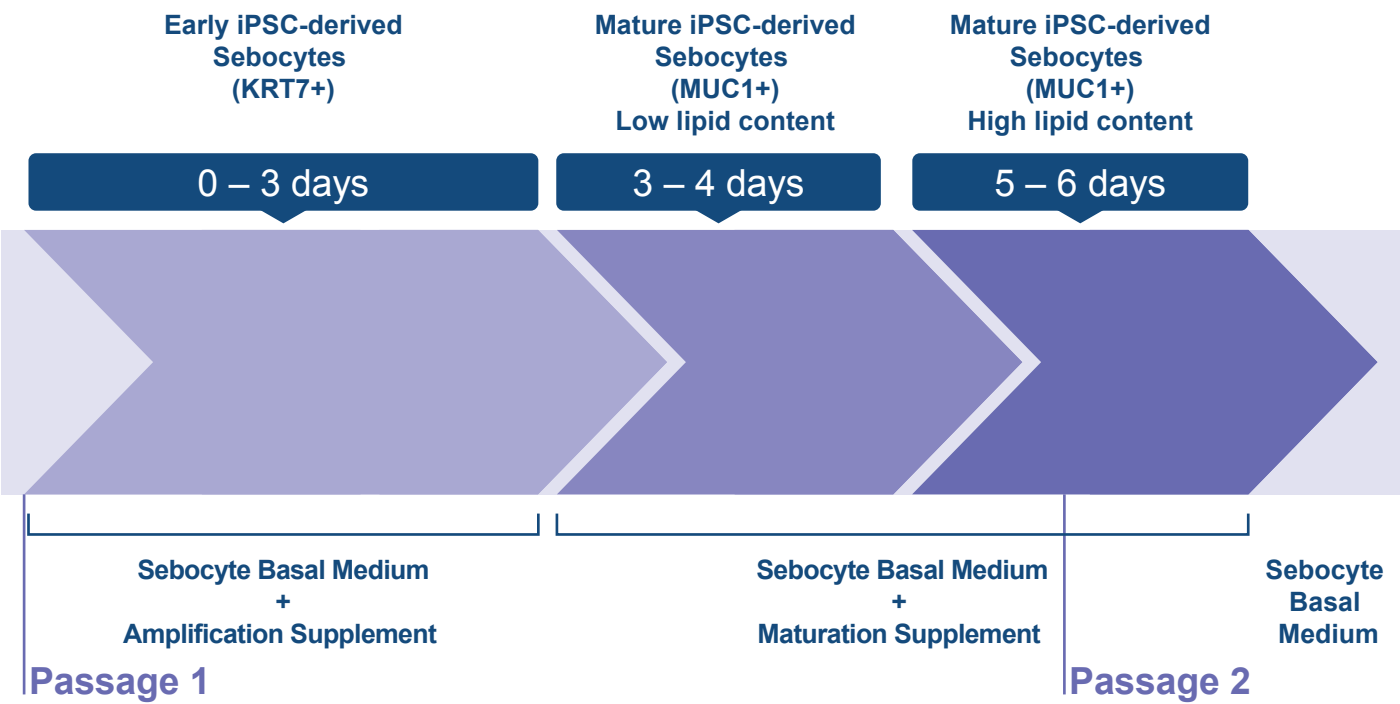 Early iPSC-derived
Sebocytes
(KRT7+)
Mature iPSC-derived
Sebocytes
(MUC1+)
Low lipid content
Mature iPSC-derived
Sebocytes
(MUC1+)
High lipid content
0 – 3 days
3 – 4 days
5 – 6 days
Sebocyte Basal Medium
+
Amplification Supplement
Sebocyte Basal Medium
+
Maturation Supplement
Sebocyte
Basal
Medium
Passage 1
Passage 2